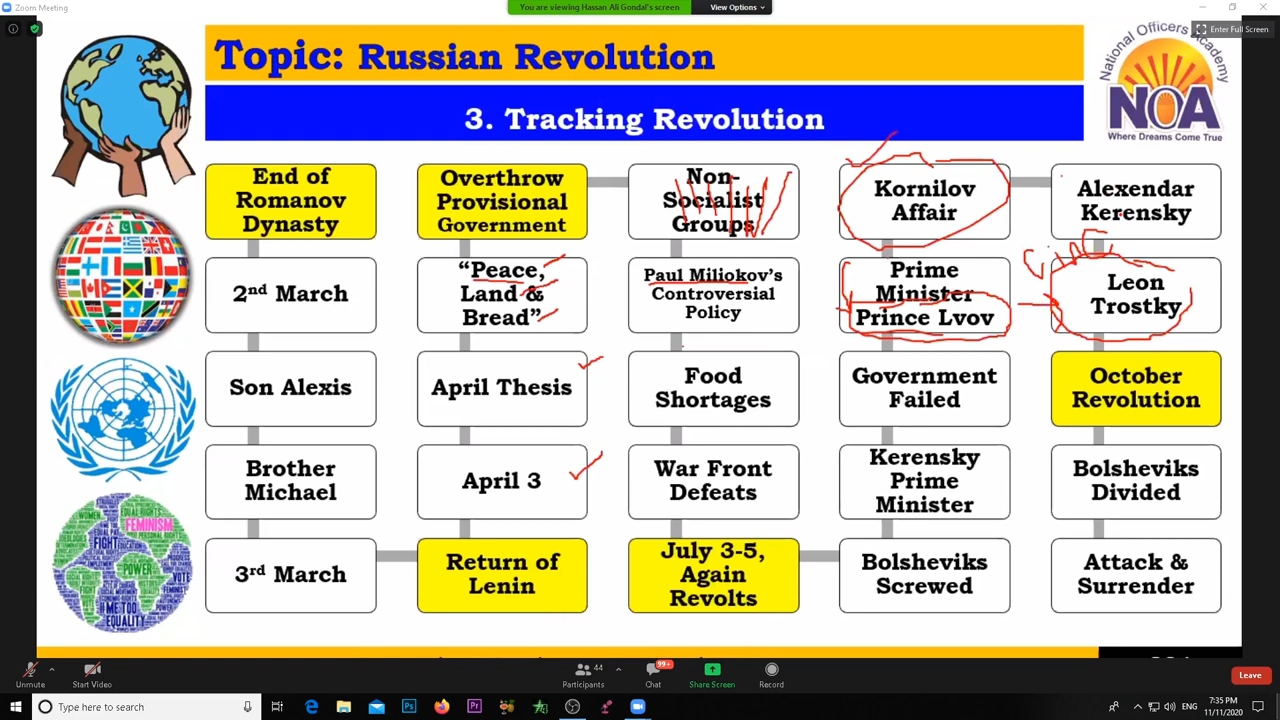 Zoom Meeting
You are viewing Hassan Ali Gondal's screen
View Options
Enter Full Screen
Topic: Russian Revolution
3. Tracking Revolution
National Officers Academy
NOA
Where Dreams Come True
End of
Romanov
Dynasty
2nd March
Son Alexis
Brother
Michael
3rd March
Overthrow
Provisional
Government
"Peace,
Land &
Bread"
April Thesis
April 3
Return of
Lenin
Non-
Socialist
Groups
Paul Miliokov's
Controversial
Policy
Food
Shortages
War Front
Defeats
July 3-5,
Again
Revolts
Kornilov
Affair
Prime
Minister
Prince Lvov
Government
Failed
Kerensky
Prime
Minister
Bolsheviks
Screwed
Alexendar
Kerensky
Leon
Trostky
October
Revolution
Bolsheviks
Divided
Attack &
Surrender
WOMEN
FEMINISM
FIGHT
POWER
VOTE
#METOO
EQUALITY
Unmute
Start Video
44
Participants
99+
Chat
Share Screen
Record
Leave
Type here to search
ENG
7:35 PM
11/11/2020